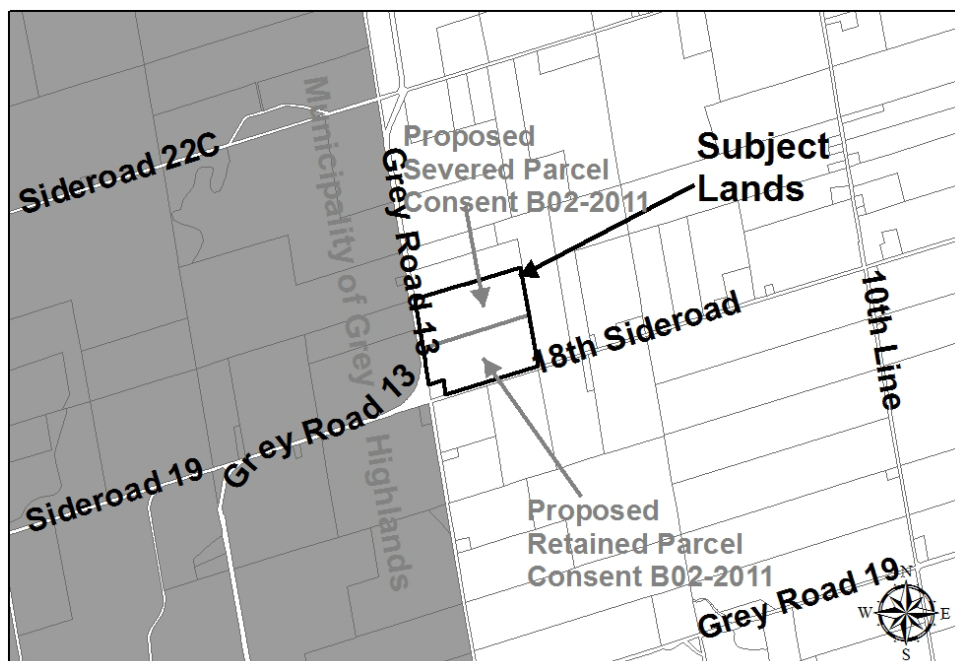 Sideroad 22C
Municipality of Grey Highlands
Grey Road 13
Proposed
Severed Parcel
Consent B02-2011
Subject
Lands
10th Line
18th Sideroad
Grey Road 13
Sideroad 19
Proposed
Retained Parcel
Consent B02-2011
Grey Road 19
N
W
E
S